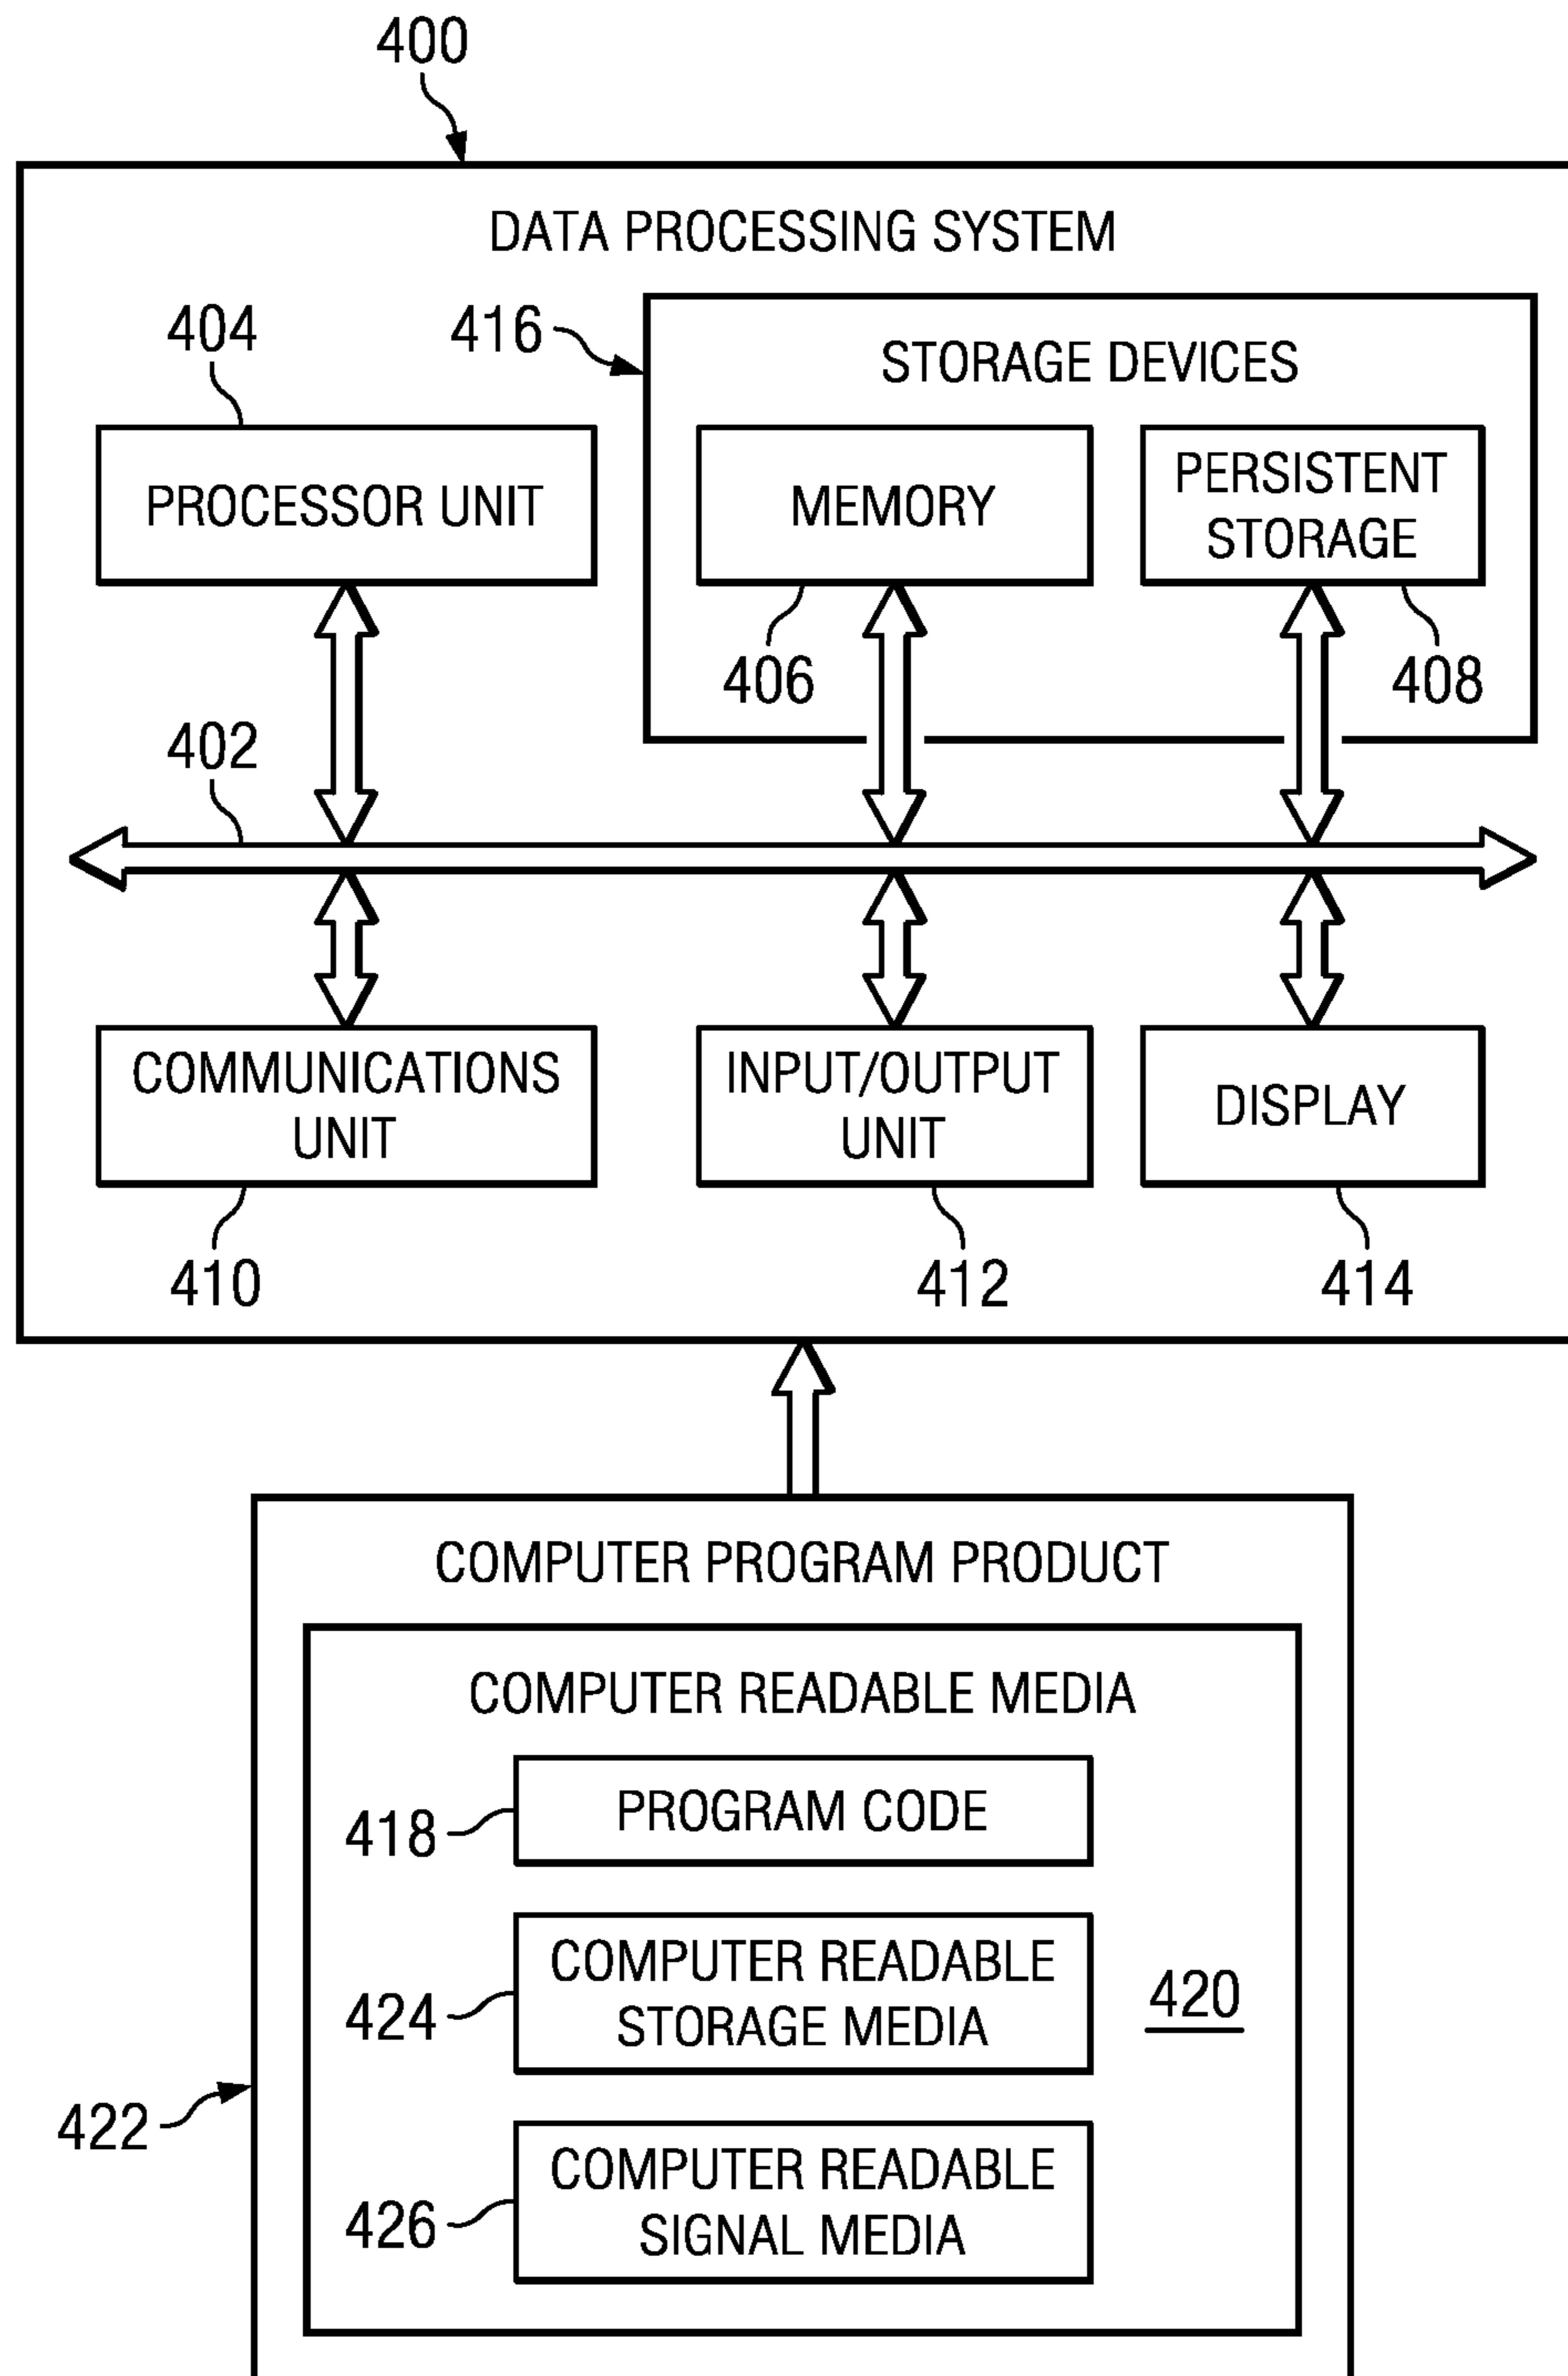 400
DATA PROCESSING SYSTEM
404
416
STORAGE DEVICES
PROCESSOR UNIT
MEMORY
PERSISTENT
STORAGE
406
408
402
COMMUNICATIONS
UNIT
INPUT/OUTPUT
UNIT
DISPLAY
410
412
414
COMPUTER PROGRAM PRODUCT
COMPUTER READABLE MEDIA
418
PROGRAM CODE
424
COMPUTER READABLE
STORAGE MEDIA
420
422
426
COMPUTER READABLE
SIGNAL MEDIA